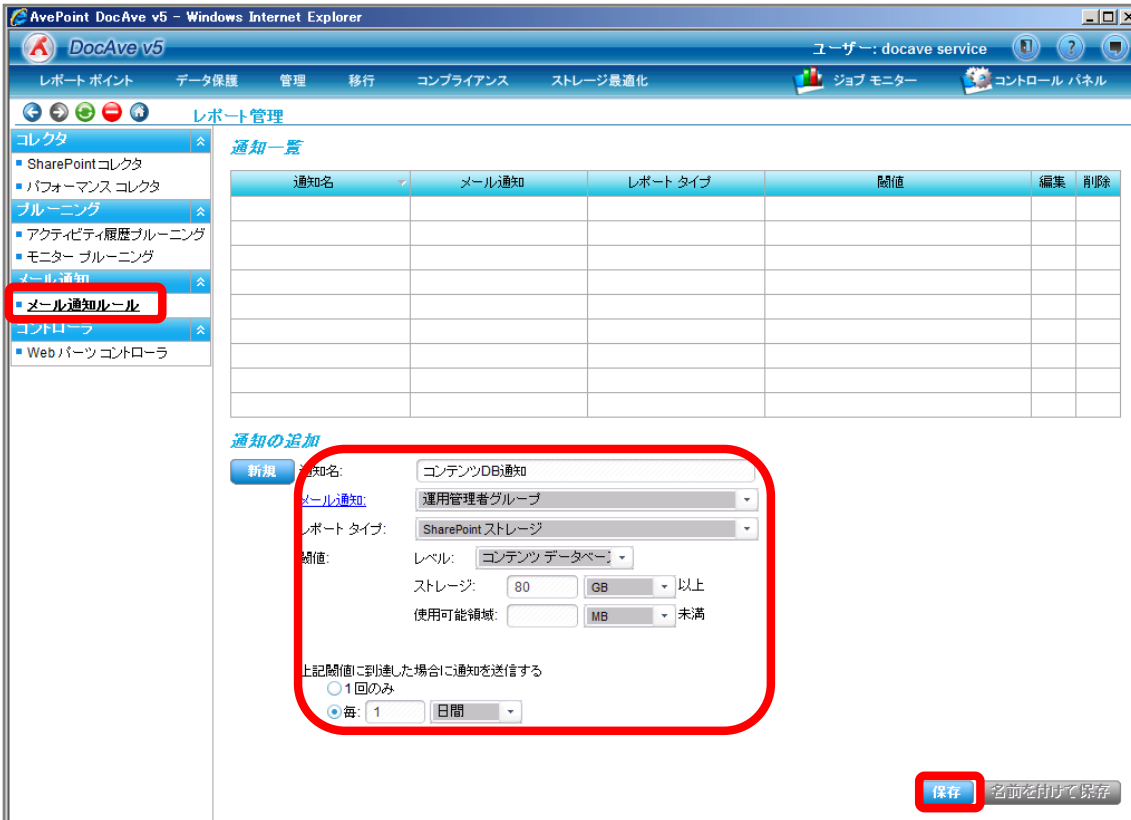 AvePoint DocAve v5 - Windows Internet Explorer
DocAve v5
ユーザー: docave service
レポート ポイント データ保護 管理 移行 コンプライアンス ストレージ最適化 ジョブ モニター コントロール パネル
レポート管理
コレクタ
SharePoint コレクタ
パフォーマンス コレクタ
プルーニング
アクティビティ履歴プルーニング
モニター プルーニング
メール通知
メール通知ルール
コントローラ
Web パーツ コントローラ
通知一覧
通知名 メール通知 レポート タイプ 閾値 編集 削除
通知の追加
新規
通知名: コンテンツDB通知
メール通知: 運用管理者グループ
レポート タイプ: SharePoint ストレージ
閾値: レベル: コンテンツ データベー
ストレージ: 80 GB 以上
使用可能領域: MB 未満
上記閾値に到達した場合に通知を送信する
1回のみ
毎: 1 日間
保存 名前を付けて保存